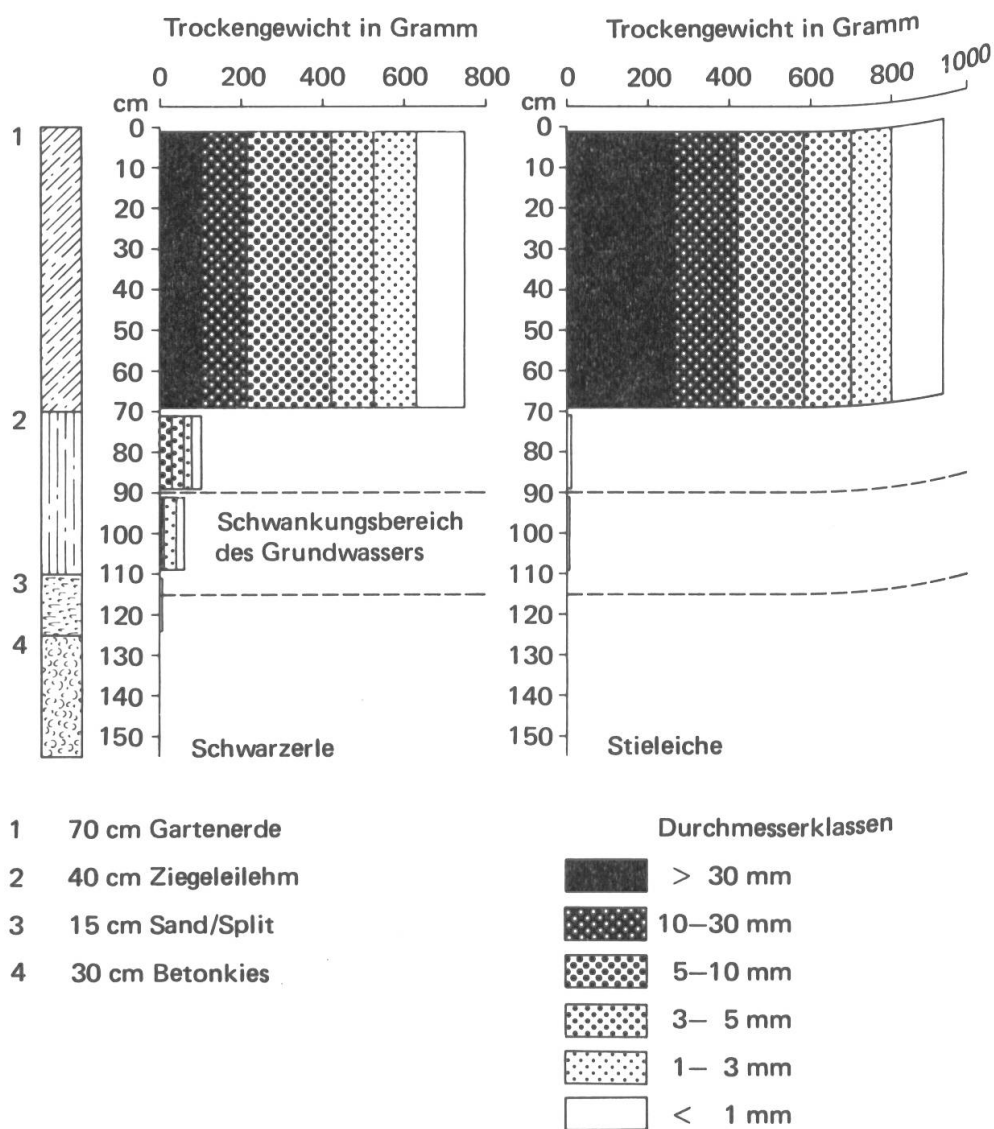 Trockengewicht in Gramm
0 200 400 600 800
cm
0
10
20
30
40
50
60
70
80
90
100
110
120
130
140
150
1
2
3
4
Schwankungsbereich
des Grundwassers
Schwarzerle
Trockengewicht in Gramm
0 200 400 600 800 1000
cm
0
10
20
30
40
50
60
70
80
90
100
110
120
130
140
150
Stieleiche
1 70 cm Gartenerde
2 40 cm Ziegeleilehm
3 15 cm Sand/Split
4 30 cm Betonkies
Durchmesserklassen
> 30 mm
10–30 mm
5–10 mm
3– 5 mm
1– 3 mm
< 1 mm